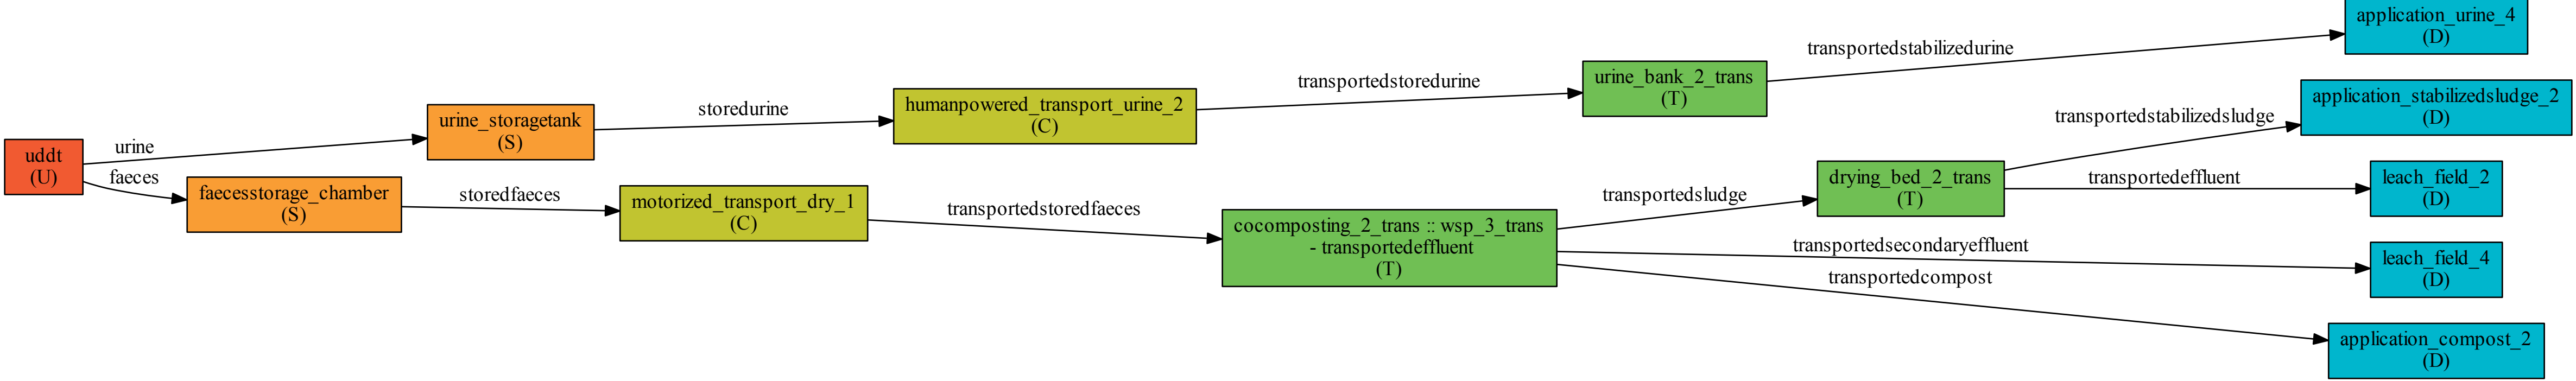 uddt
(U)
urine
faeces
urine_storagetank
(S)
faecesstorage_chamber
(S)
storedurine
storedfaeces
humanpowered_transport_urine_2
(C)
motorized_transport_dry_1
(C)
transportedstoredurine
transportedstoredfaeces
urine_bank_2_trans
(T)
cocomposting_2_trans :: wsp_3_trans
- transportedeffluent
(T)
transportedstabilizedurine
transportedsludge
transportedsecondaryeffluent
transportedcompost
drying_bed_2_trans
(T)
transportedstabilizedsludge
transportedeffluent
application_urine_4
(D)
application_stabilizedsludge_2
(D)
leach_field_2
(D)
leach_field_4
(D)
application_compost_2
(D)